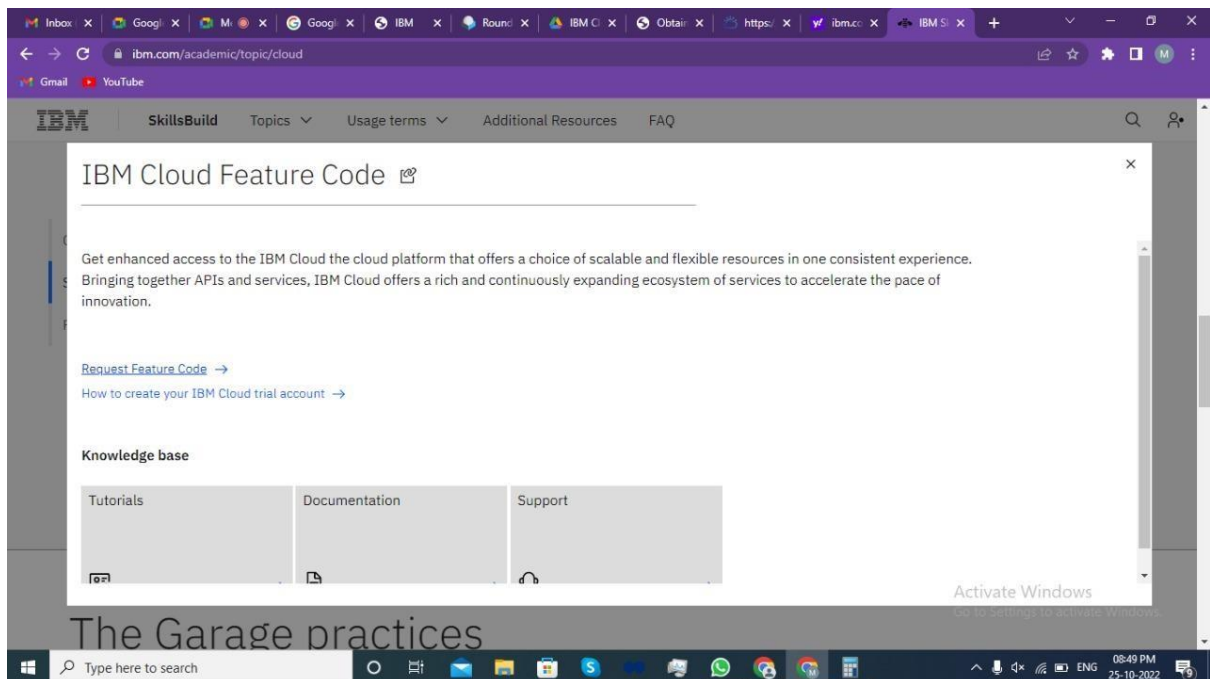 Inbox
Googl
M
Googl
IBM
Round
IBM Cl
Obtain
https:/
ibm.co
IBM S
ibm.com/academic/topic/cloud
M
Gmail
YouTube
IBM
SkillsBuild
Topics
Usage terms
Additional Resources
FAQ
IBM Cloud Feature Code
Get enhanced access to the IBM Cloud the cloud platform that offers a choice of scalable and flexible resources in one consistent experience.
Bringing together APIs and services, IBM Cloud offers a rich and continuously expanding ecosystem of services to accelerate the pace of
innovation.
Request Feature Code →
How to create your IBM Cloud trial account →
Knowledge base
Tutorials
Documentation
Support
Activate Windows
Go to Settings to activate Windows.
The Garage practices
Type here to search
ENG
08:49 PM
25-10-2022